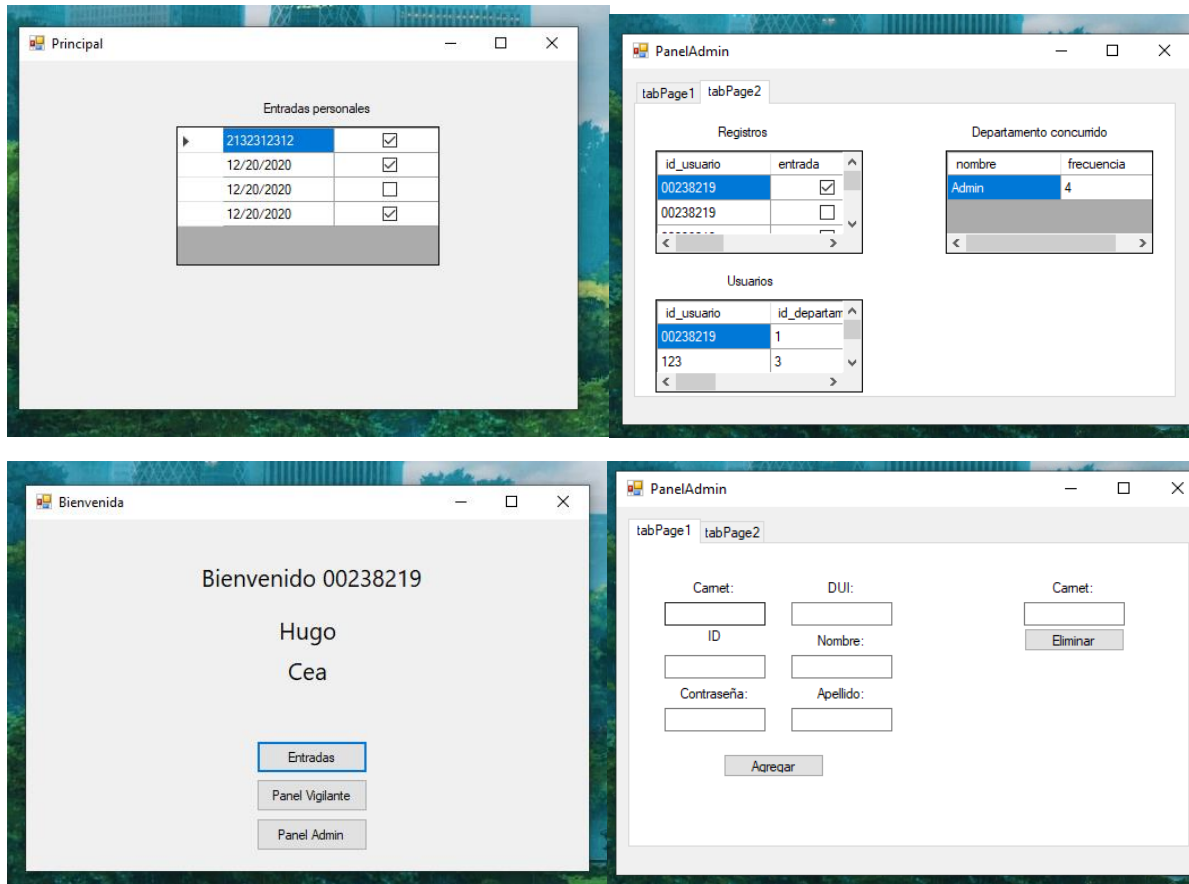 Principal
Entradas personales
2132312312
12/20/2020
12/20/2020
12/20/2020
PanelAdmin
tabPage1 tabPage2
Registros
id_usuario entrada
00238219
00238219
Departamento concurrido
nombre frecuencia
Admin 4
Usuarios
id_usuario id_departam
00238219 1
123 3
Bienvenida
Bienvenido 00238219
Hugo
Cea
Entradas
Panel Vigilante
Panel Admin
PanelAdmin
tabPage1 tabPage2
Carnet: DUI:
ID Nombre:
Contraseña: Apellido:
Agregar
Carnet:
Eliminar